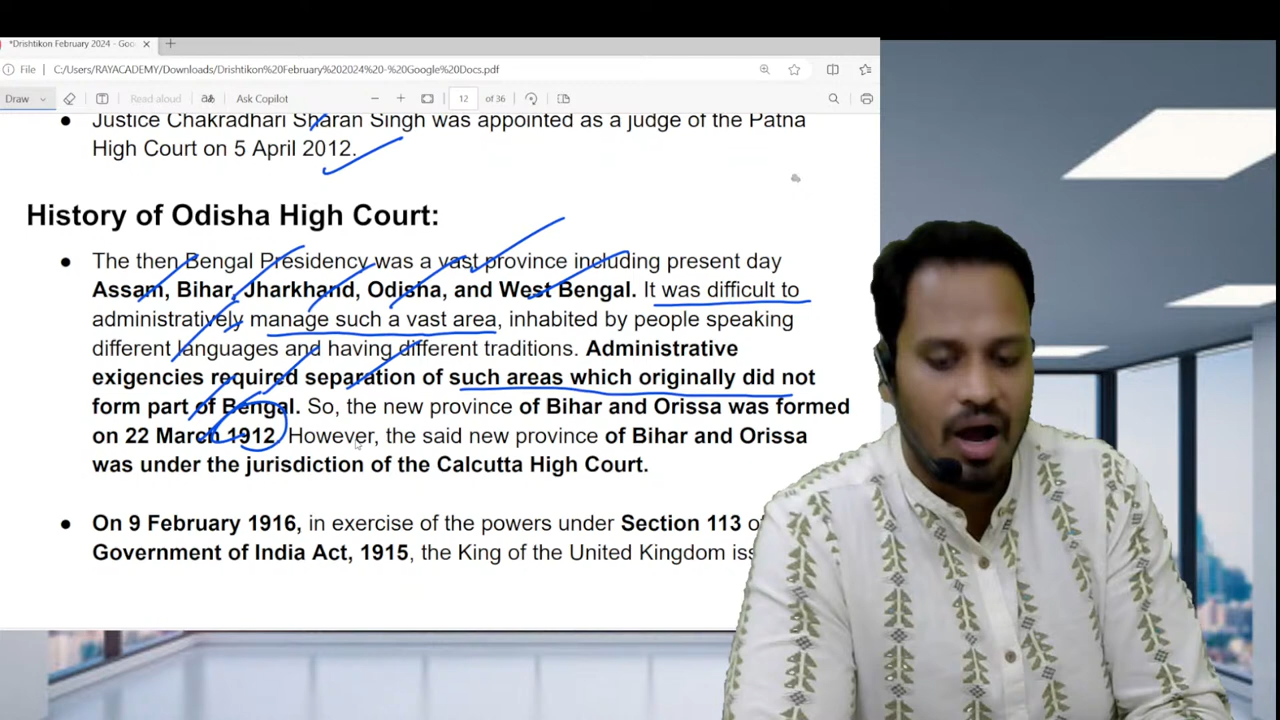 *Drishtikon February 2024 - Goo
File C:/Users/RAYACADEMY/Downloads/Drishtikon%20February%202024%20-%20Google%20Docs.pdf
Draw Read aloud Ask Copilot 12 of 36
Justice Chakradhari Sharan Singh was appointed as a judge of the Patna
High Court on 5 April 2012.
History of Odisha High Court:
The then Bengal Presidency was a vast province including present day
Assam, Bihar, Jharkhand, Odisha, and West Bengal. It was difficult to
administratively manage such a vast area, inhabited by people speaking
different languages and having different traditions. Administrative
exigencies required separation of such areas which originally did not
form part of Bengal. So, the new province of Bihar and Orissa was formed
on 22 March 1912. However, the said new province of Bihar and Orissa
was under the jurisdiction of the Calcutta High Court.
On 9 February 1916, in exercise of the powers under Section 113 o
Government of India Act, 1915, the King of the United Kingdom iss